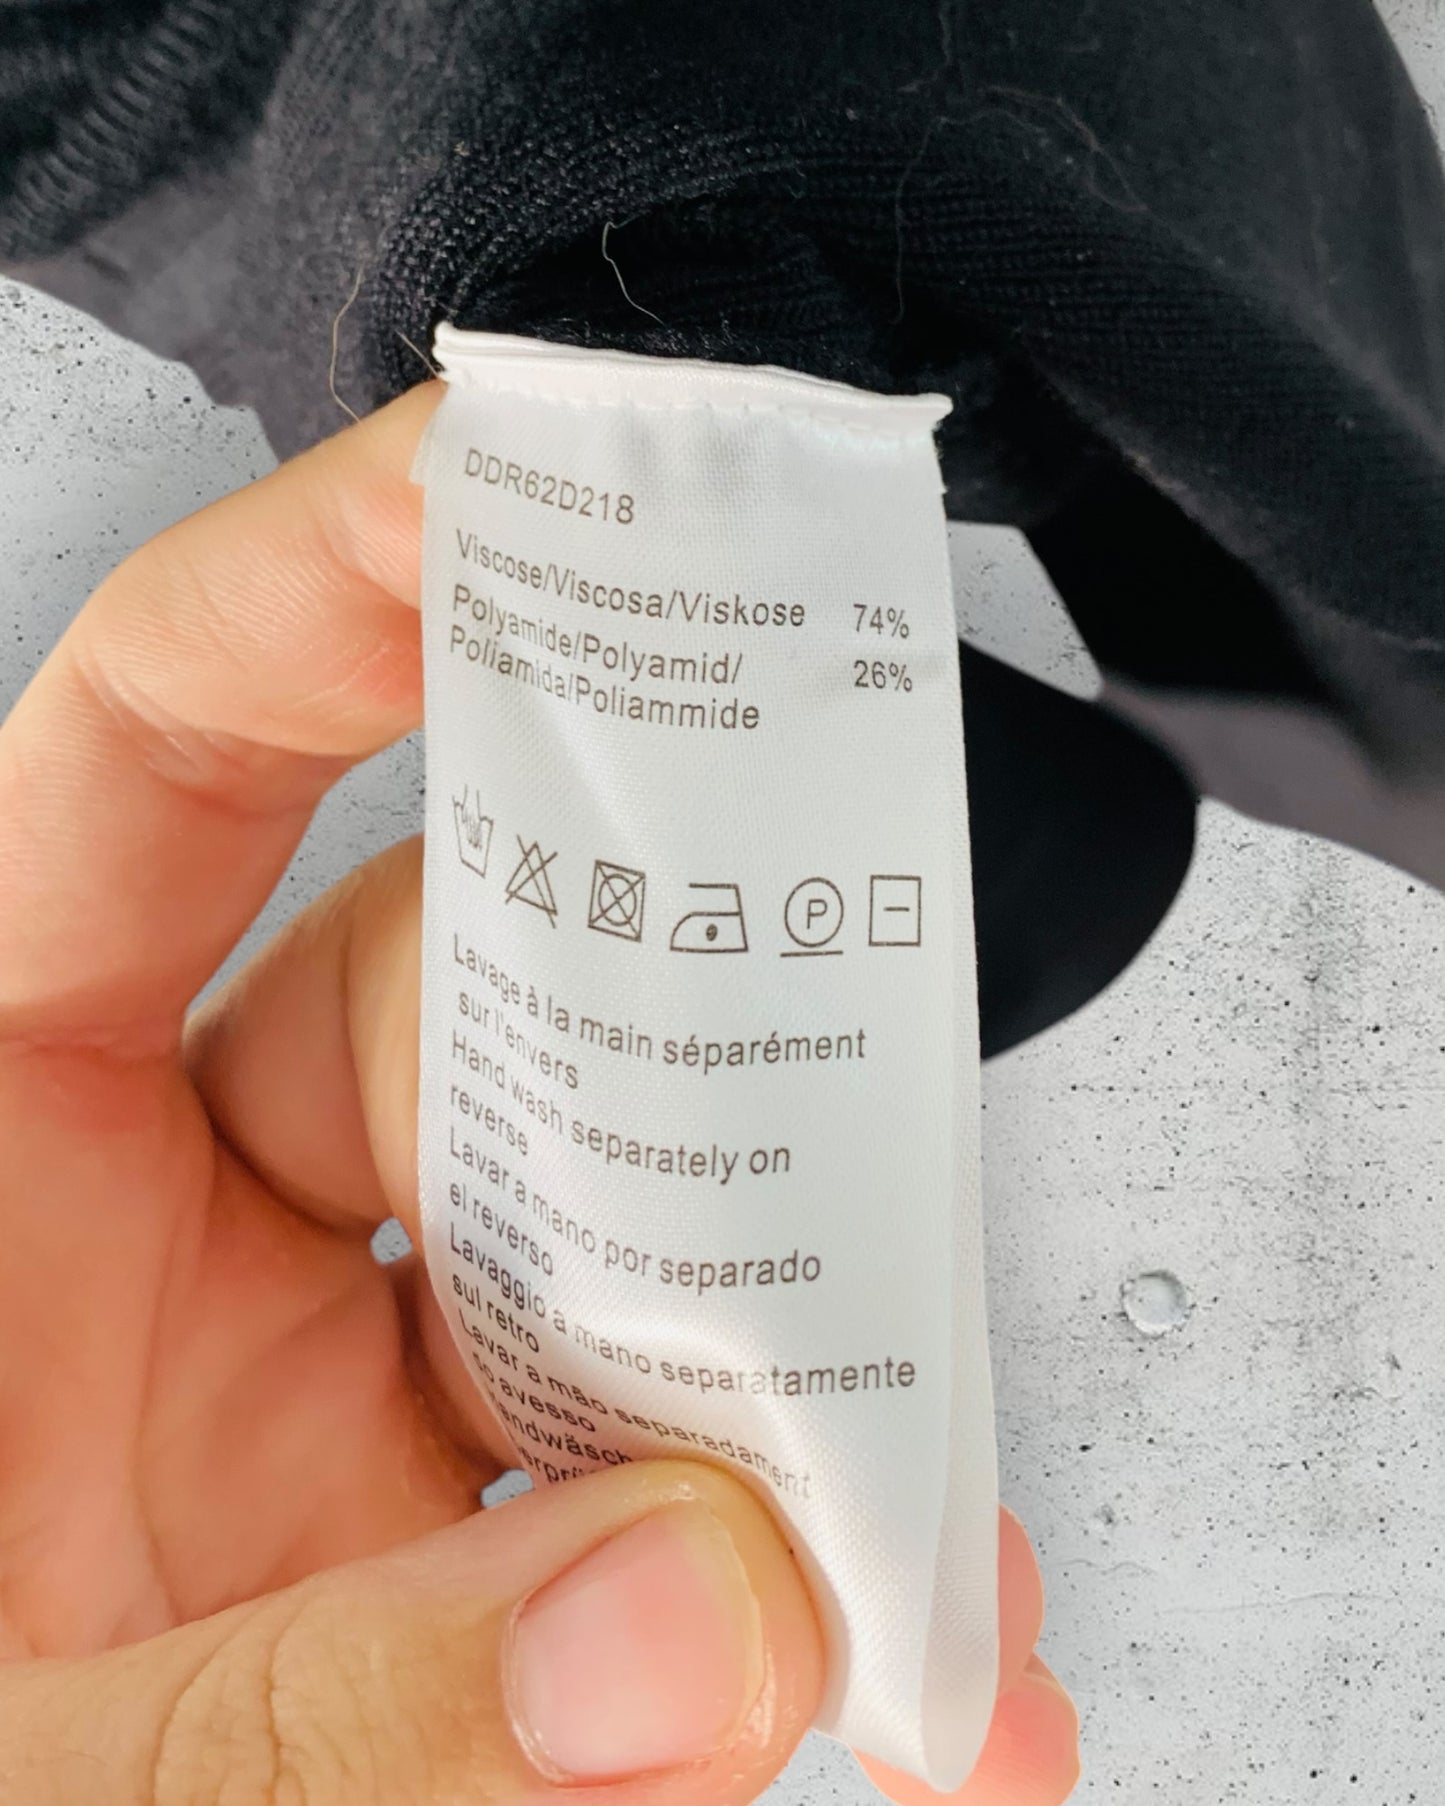 DDR62D218
Viscose/Viscosa/Viskose 74%
Polyamide/Polyamid/ 26%
Poliamida/Poliammide
P
Lavage à la main séparément
sur l'envers
Hand wash separately on
reverse
Lavar a mano por separado
el reverso
Lavaggio a mano separatamente
sul retro
Lavar a mão separadament
avesso